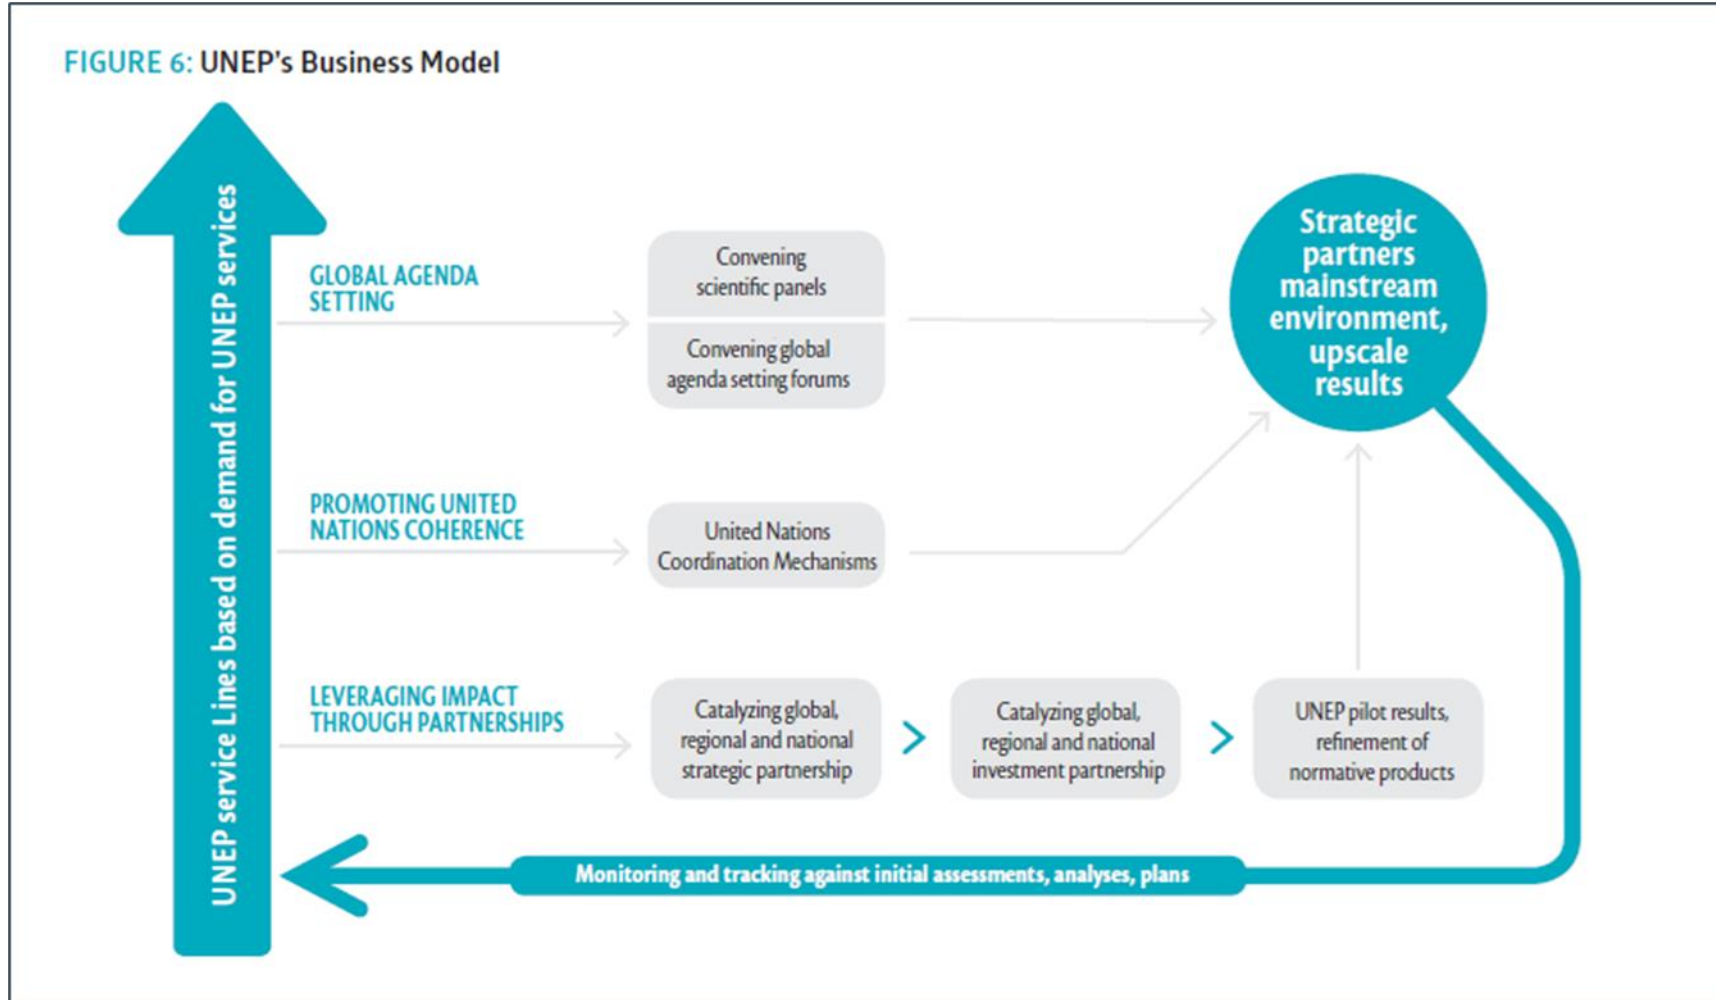 FIGURE 6: UNEP's Business Model
UNEP service Lines based on demand for UNEP services
GLOBAL AGENDA
SETTING
Convening
scientific panels
Convening global
agenda setting forums
Strategic
partners
mainstream
environment,
upscale
results
PROMOTING UNITED
NATIONS COHERENCE
United Nations
Coordination Mechanisms
LEVERAGING IMPACT
THROUGH PARTNERSHIPS
Catalyzing global,
regional and national
strategic partnership
>
Catalyzing global,
regional and national
investment partnership
>
UNEP pilot results,
refinement of
normative products
Monitoring and tracking against initial assessments, analyses, plans